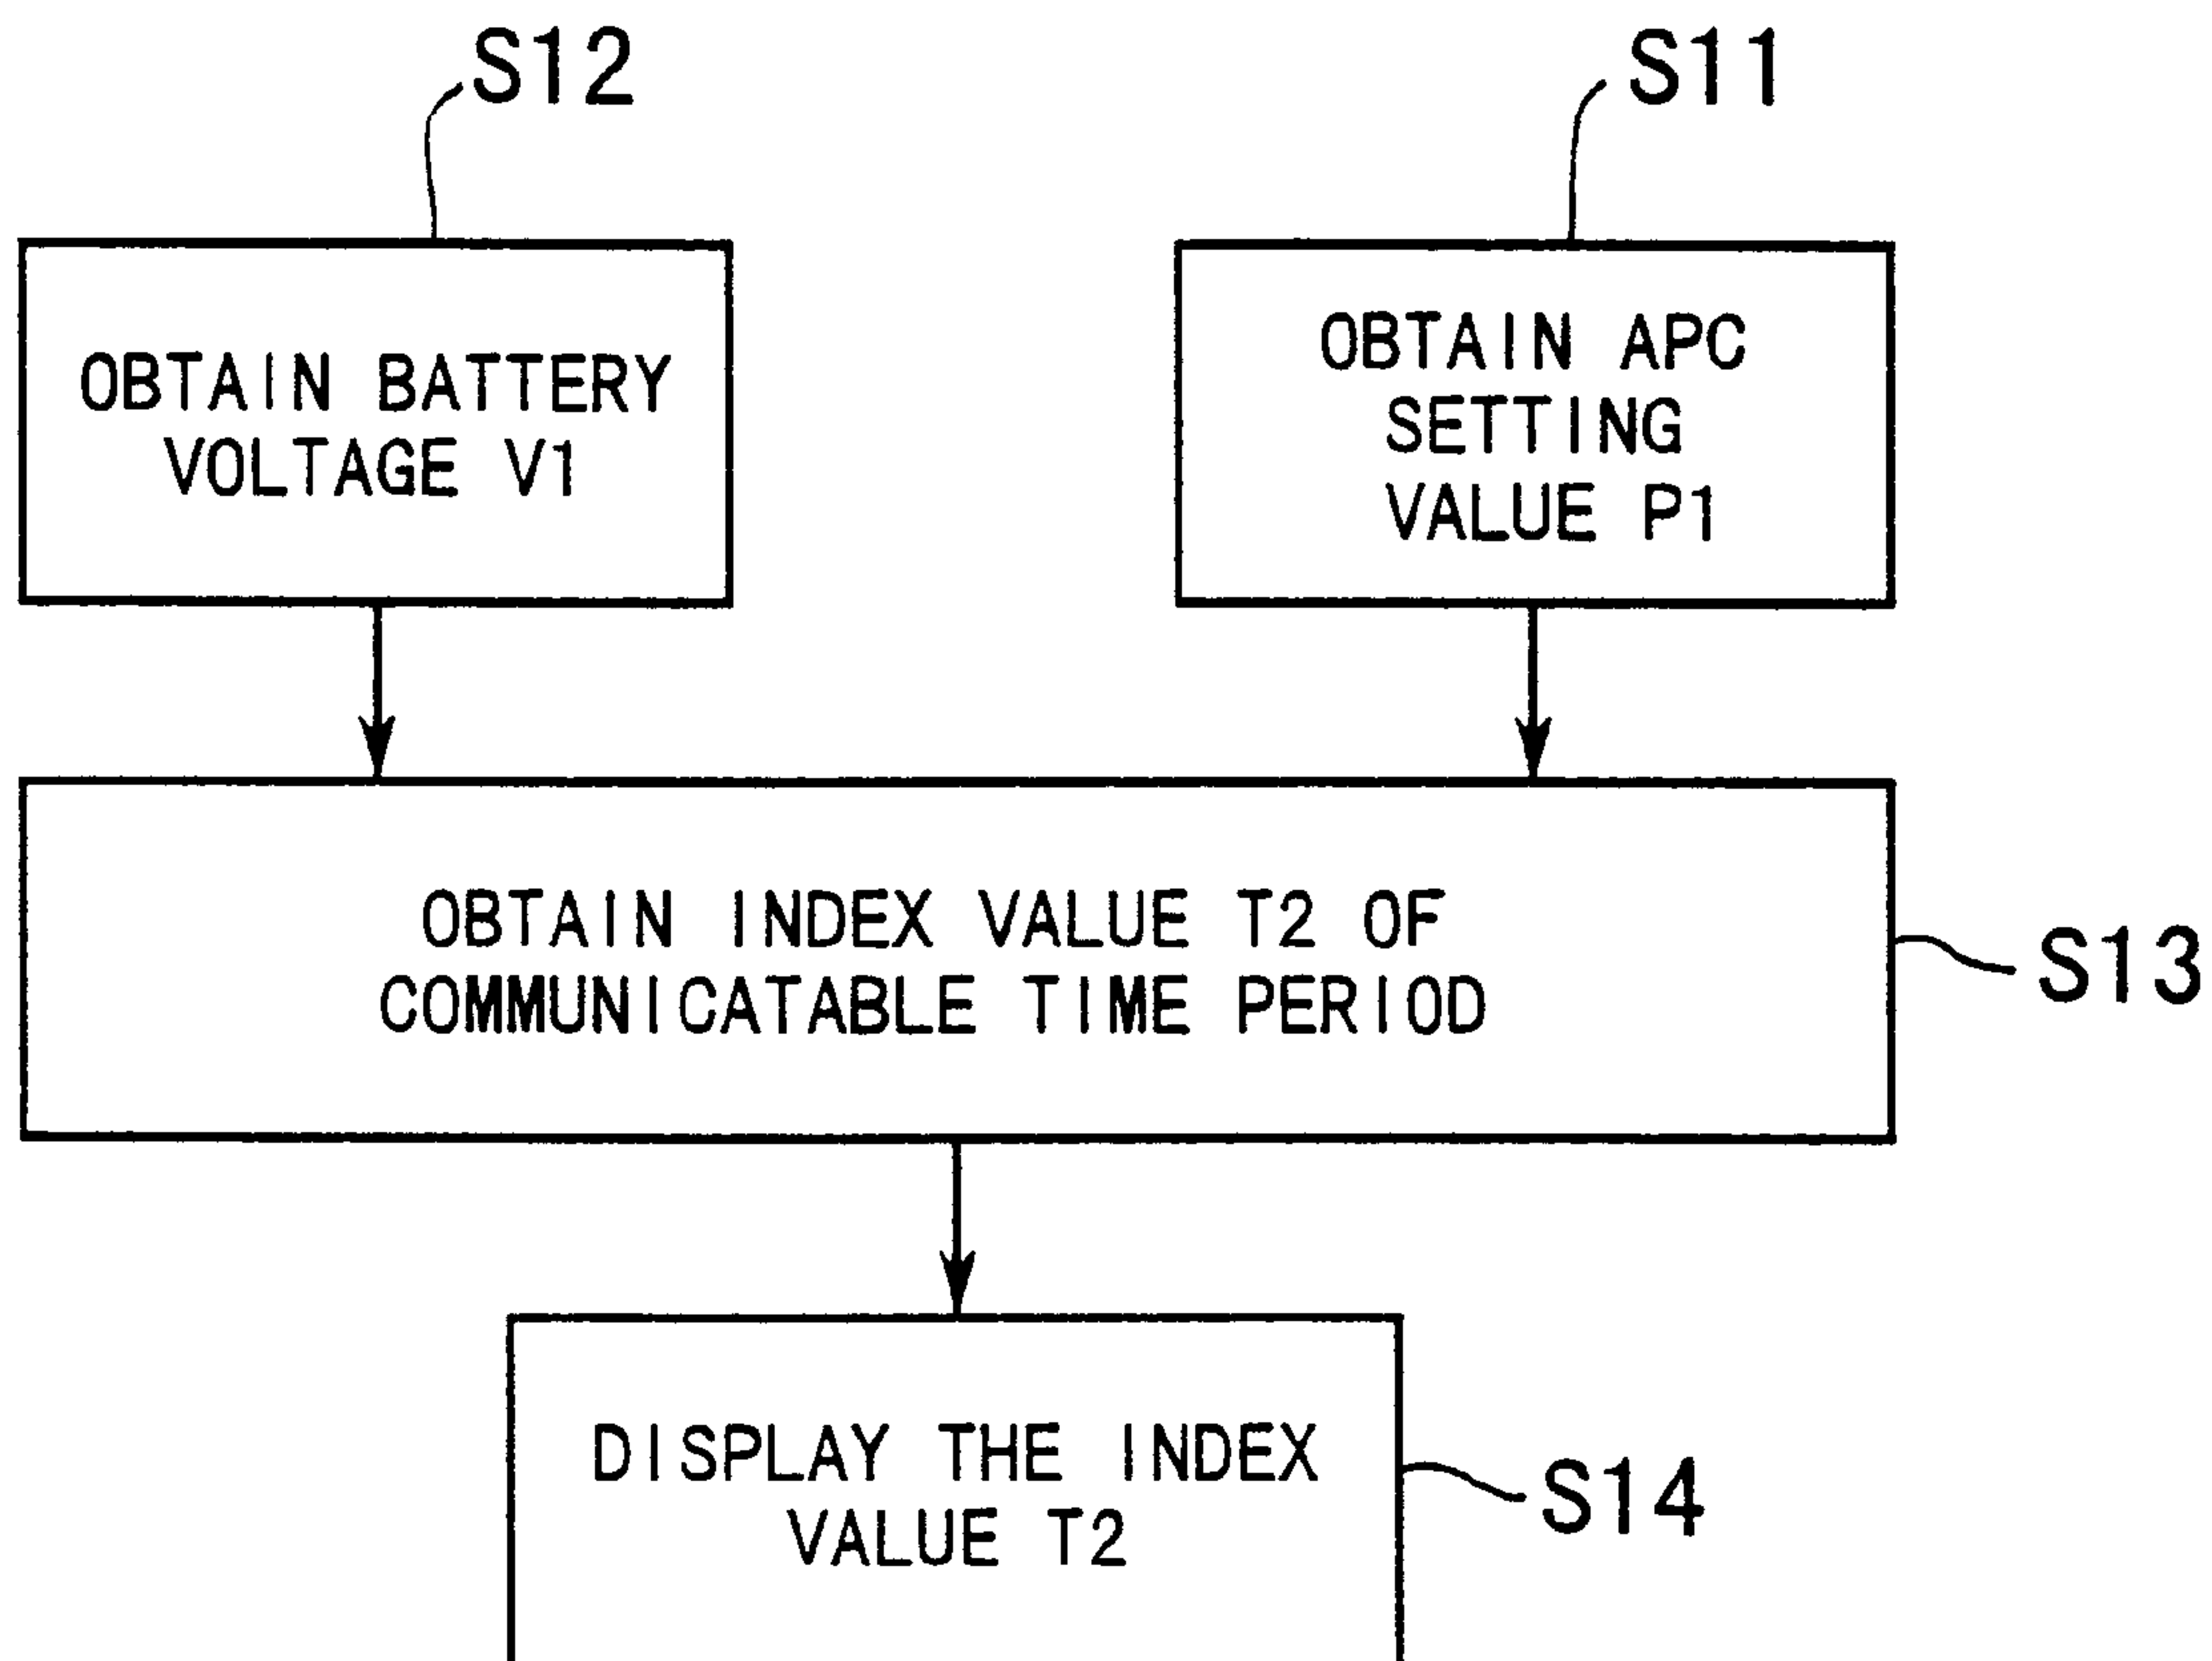 S12
S11
OBTAIN BATTERY
VOLTAGE V1
OBTAIN APC
SETTING
VALUE P1
OBTAIN INDEX VALUE T2 OF
COMMUNICATABLE TIME PERIOD
S13
DISPLAY THE INDEX
VALUE T2
S14